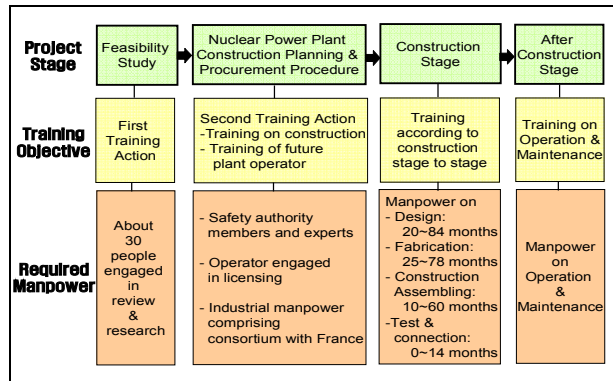 Project
Stage
Feasibility
Study
Nuclear Power Plant
Construction Planning &
Procurement Procedure
Construction
Stage
After
Construction
Stage
Training
Objective
First
Training
Action
Second Training Action
-Training on construction
- Training of future
plant operator
Training
according to
construction
stage to stage
Training on
Operation &
Maintenance
Required
Manpower
About
30
people
engaged
in
review
&
research
- Safety authority
members and experts
- Operator engaged
in licensing
- Industrial manpower
comprising
consortium with France
Manpower on
- Design:
20~84 months
- Fabrication:
25~78 months
- Construction
Assembling:
10~60 months
-Test &
connection:
0~14 months
Manpower
on
Operation
&
Maintenance